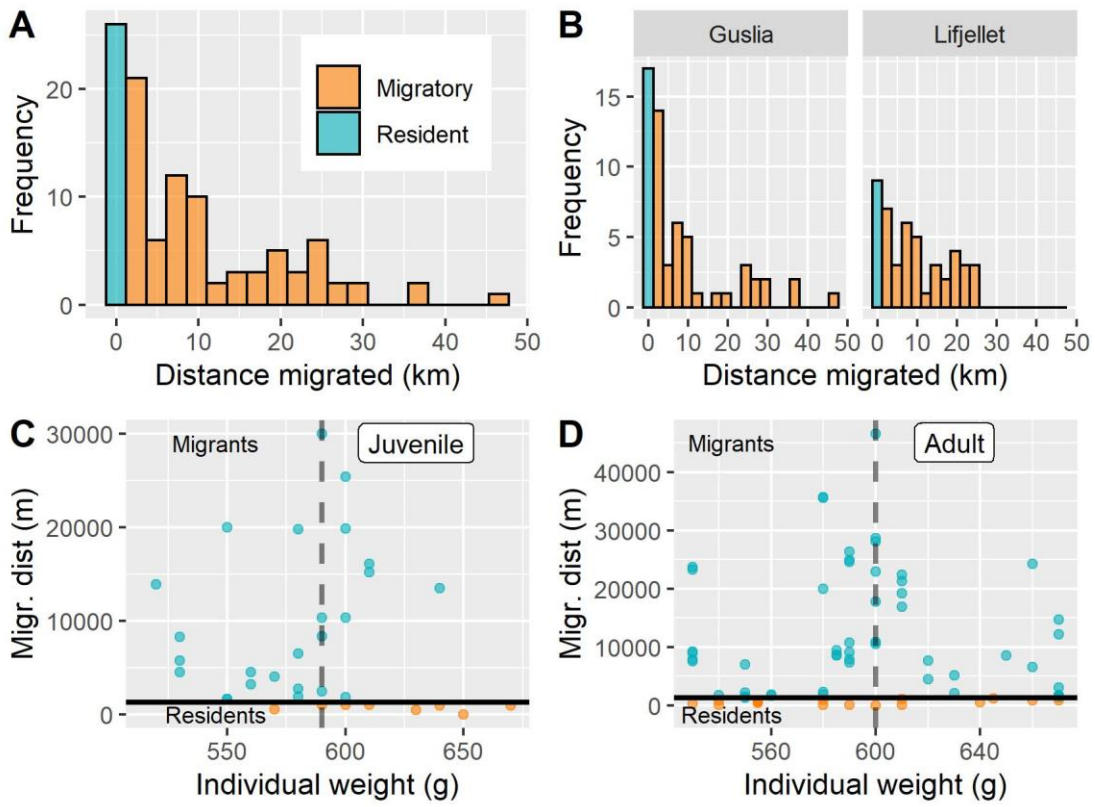 A
Frequency
20
10
0
Migratory
Resident
0 10 20 30 40 50
Distance migrated (km)
B
Guslia
Lifjellet
Frequency
15
10
5
0
0 10 20 30 40 50
0 10 20 30 40 50
Distance migrated (km)
C
Migrants
Juvenile
Migr. dist (m)
30000
20000
10000
0
Residents
550 600 650
Individual weight (g)
D
Migrants
Adult
Migr. dist (m)
40000
30000
20000
10000
0
Residents
560 600 640
Individual weight (g)